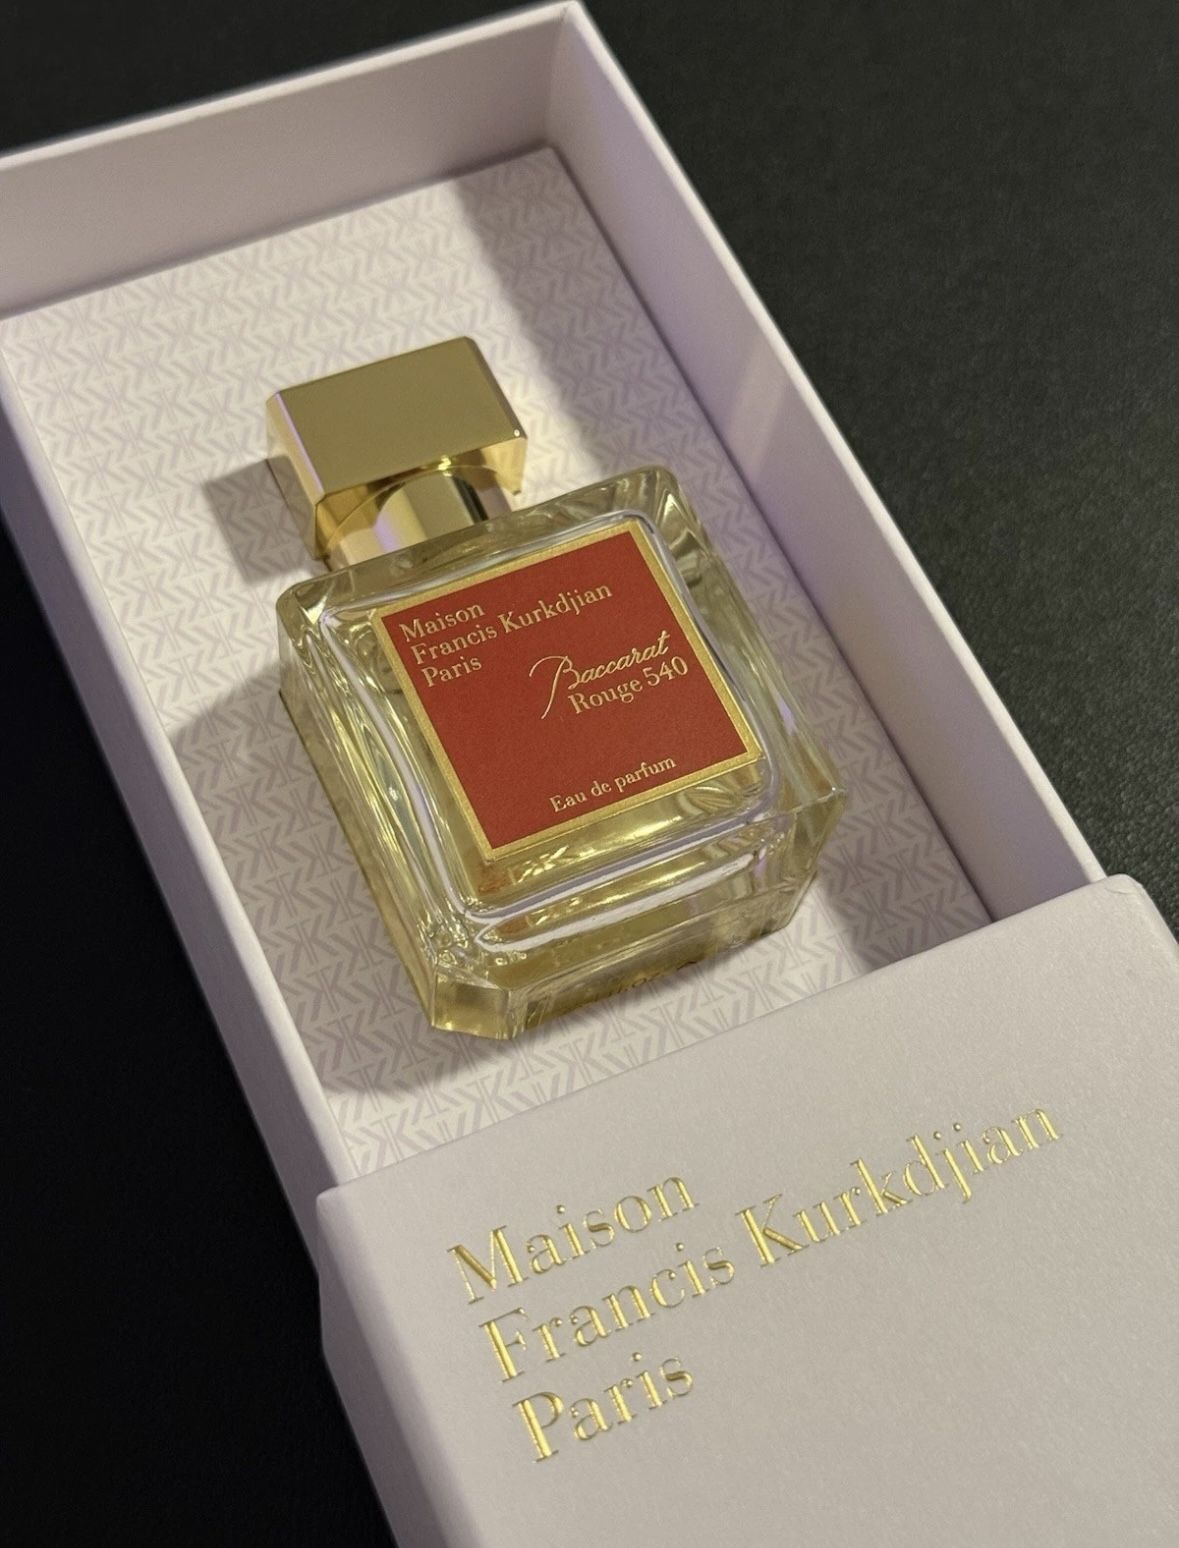 Maison
Francis Kurkdjian
Paris
Baccarat
Rouge 540
Eau de parfum
Maison
Francis Kurkdjian
Paris